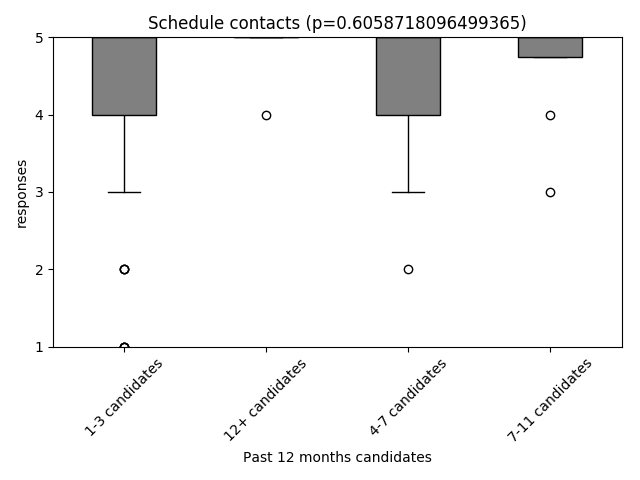 Schedule contacts (p=0.6058718096499365)
5
4
3
2
1
responses
1-3 candidates
12+ candidates
4-7 candidates
7-11 candidates
Past 12 months candidates